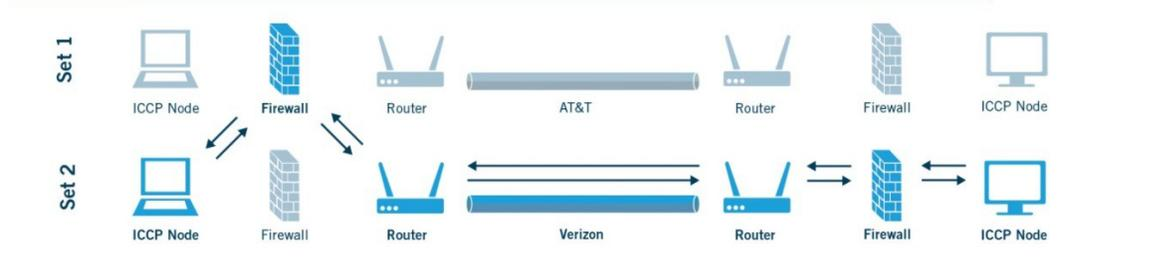 Set 1
ICCP Node
Firewall
Router
AT&T
Router
Firewall
ICCP Node
Set 2
ICCP Node
Firewall
Router
Verizon
Router
Firewall
ICCP Node